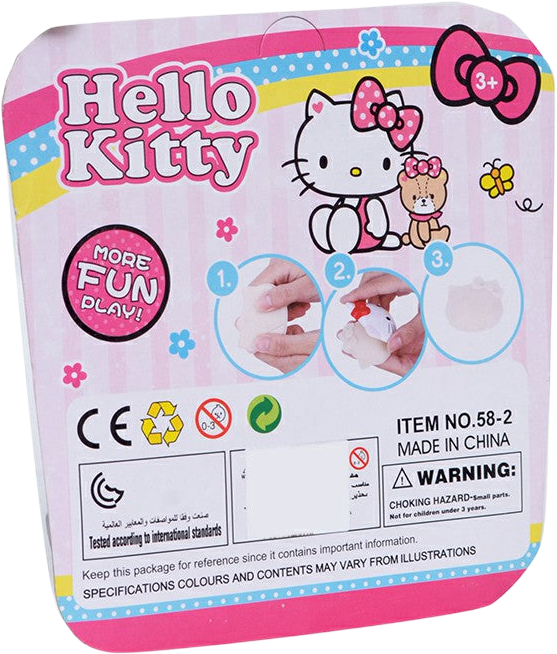 Hello
Kitty
3+
MORE
FUN
PLAY!
1.
2.
3.
CE
0-3
ITEM NO.58-2
MADE IN CHINA
صنعت وفقا للمواصفات والمعايير العالمية
Tested according to international standards
WARNING:
CHOKING HAZARD-Small parts.
Not for children under 3 years.
Keep this package for reference since it contains important information.
SPECIFICATIONS COLOURS AND CONTENTS MAY VARY FROM ILLUSTRATIONS